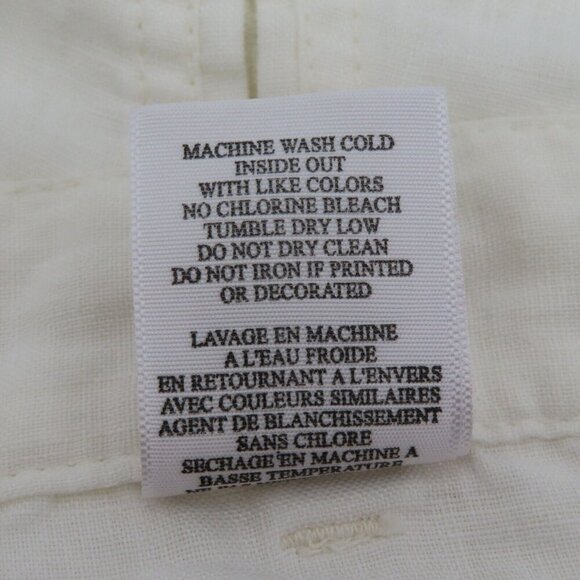 MACHINE WASH COLD
INSIDE OUT
WITH LIKE COLORS
NO CHLORINE BLEACH
TUMBLE DRY LOW
DO NOT DRY CLEAN
DO NOT IRON IF PRINTED
OR DECORATED
LAVAGE EN MACHINE
A L'EAU FROIDE
EN RETOURNANT A L'ENVERS
AVEC COULEURS SIMILAIRES
AGENT DE BLANCHISSEMENT
SANS CHLORE
SECHAGE EN MACHINE A
BASSE TEMPERATURE